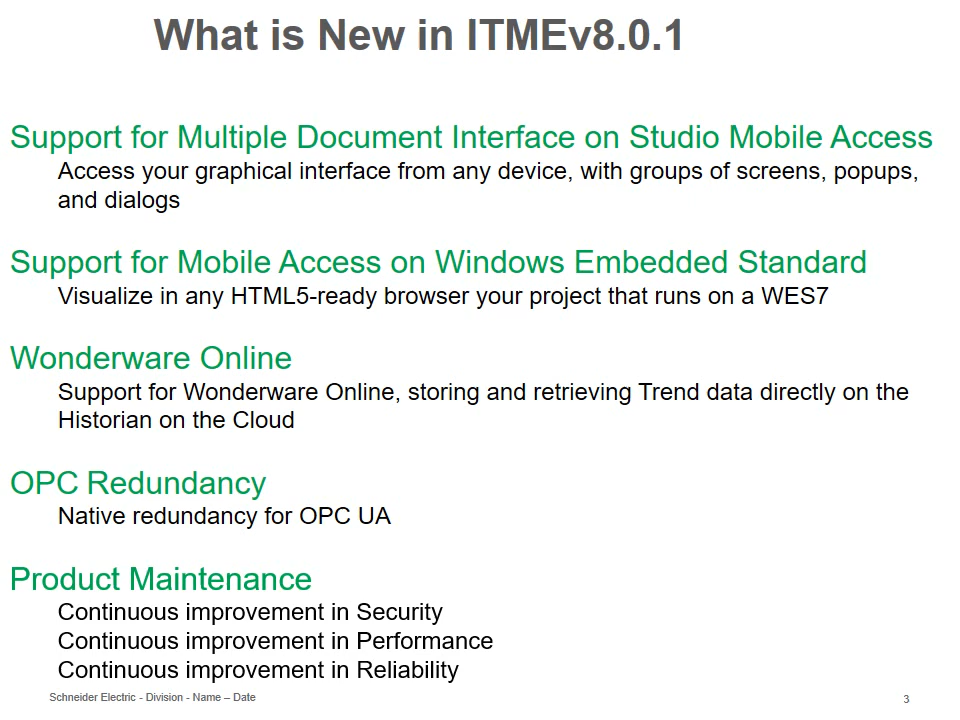 What is New in ITMEv8.0.1
Support for Multiple Document Interface on Studio Mobile Access
Access your graphical interface from any device, with groups of screens, popups,
and dialogs
Support for Mobile Access on Windows Embedded Standard
Visualize in any HTML5-ready browser your project that runs on a WES7
Wonderware Online
Support for Wonderware Online, storing and retrieving Trend data directly on the
Historian on the Cloud
OPC Redundancy
Native redundancy for OPC UA
Product Maintenance
Continuous improvement in Security
Continuous improvement in Performance
Continuous improvement in Reliability
Schneider Electric - Division - Name – Date
3